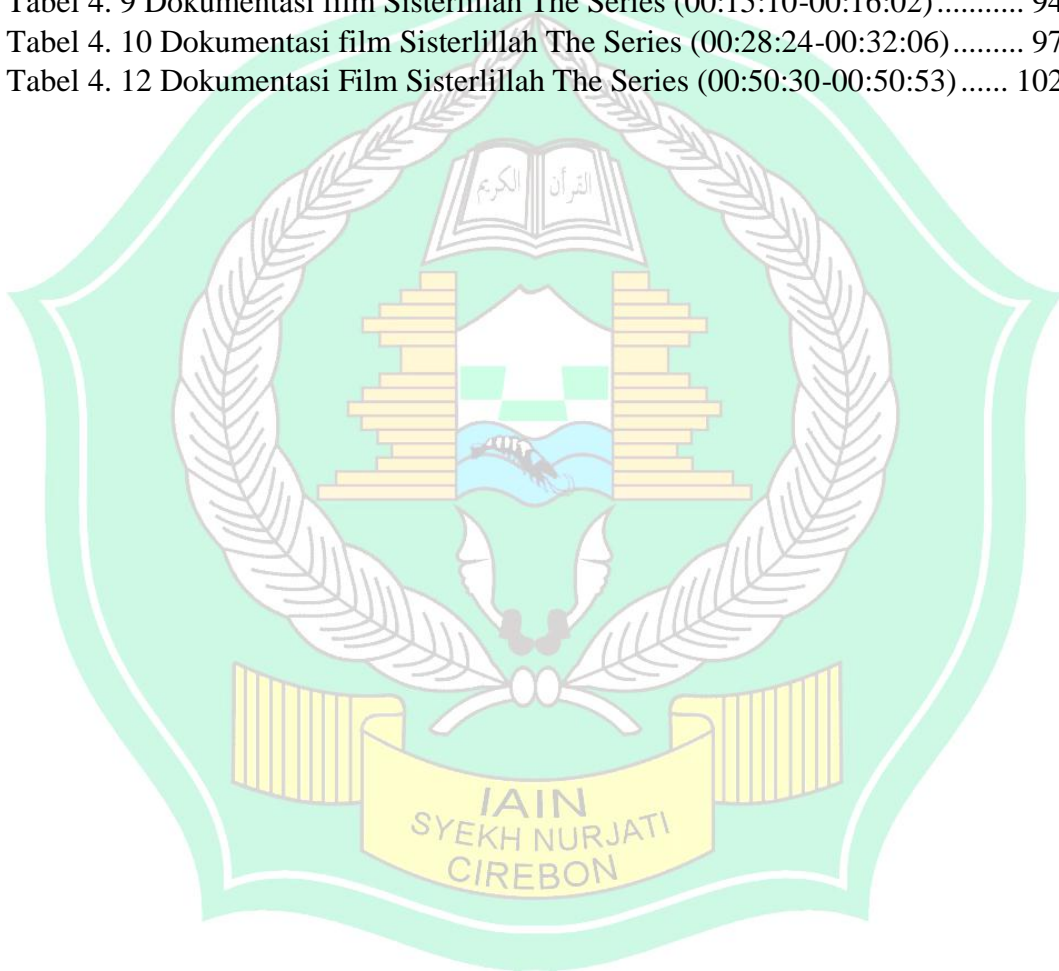 Tabel 4. 9 Dokumentasi film Sisterlillah The Series (00:15:10-00:16:02)........... 94
Tabel 4. 10 Dokumentasi film Sisterlillah The Series (00:28:24-00:32:06)......... 97
Tabel 4. 12 Dokumentasi Film Sisterlillah The Series (00:50:30-00:50:53)...... 102
القرأن الكريم
IAIN
SYEKH NURJATI
CIREBON